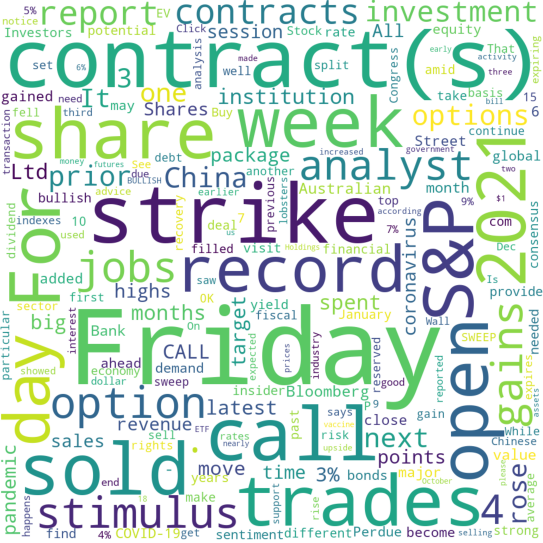 5%
report
contracts
investment
Investors
potential
EV
Click
session
Stock
rate
notice
contract(s)
set
6%
making
well
analysis
3
split
All
equity
Congress
early
That
activity
three
expiring
gained
need
It
may
one
Shares
institution
amid
take
basis
bill
15
6
fell
third
share
week
Buy
options
continue
transaction
Ltd
prior
due
BULLISH
See
China
package
analyst
Street
global
money
futures
debt
another
increased
government
two
bullish
advice
earlier
Australian
month
com
$1
dividend
indexes
10
used
For
strike
recovery
deal
7
us
visit
previous
lobsters
financial
top
according
7%
9%
Dec
consensus
filled
jobs
record
coronavirus
S&P
2021
Is
provide
added
first
highs
saw
OK
Holdings
January
Wall
sector
interest
months
On
target
yield
fiscal
spent
open
gains
needed
particular
big
Bank
Friday
economy
dollar
ahead
CALL
demand
sweep
expected
insider
prices
Bloomberg
industry
reserved
good
SWEEP
expires
reported
assets
showed
day
option
latest
call
P
9
past
says
close
gain
next
While
Chinese
sales
revenue
ETF
sell
rights
rates
nearly
vaccine
risk
upside
points
major
value
average
pandemic
sold
-
move
years
time
3%
bonds
trades
4
rose
October
please
end
stimulus
make
18
support
rise
happens
find
4%
COVID-19
get
sentiment
different
Perdue
become
selling
strong